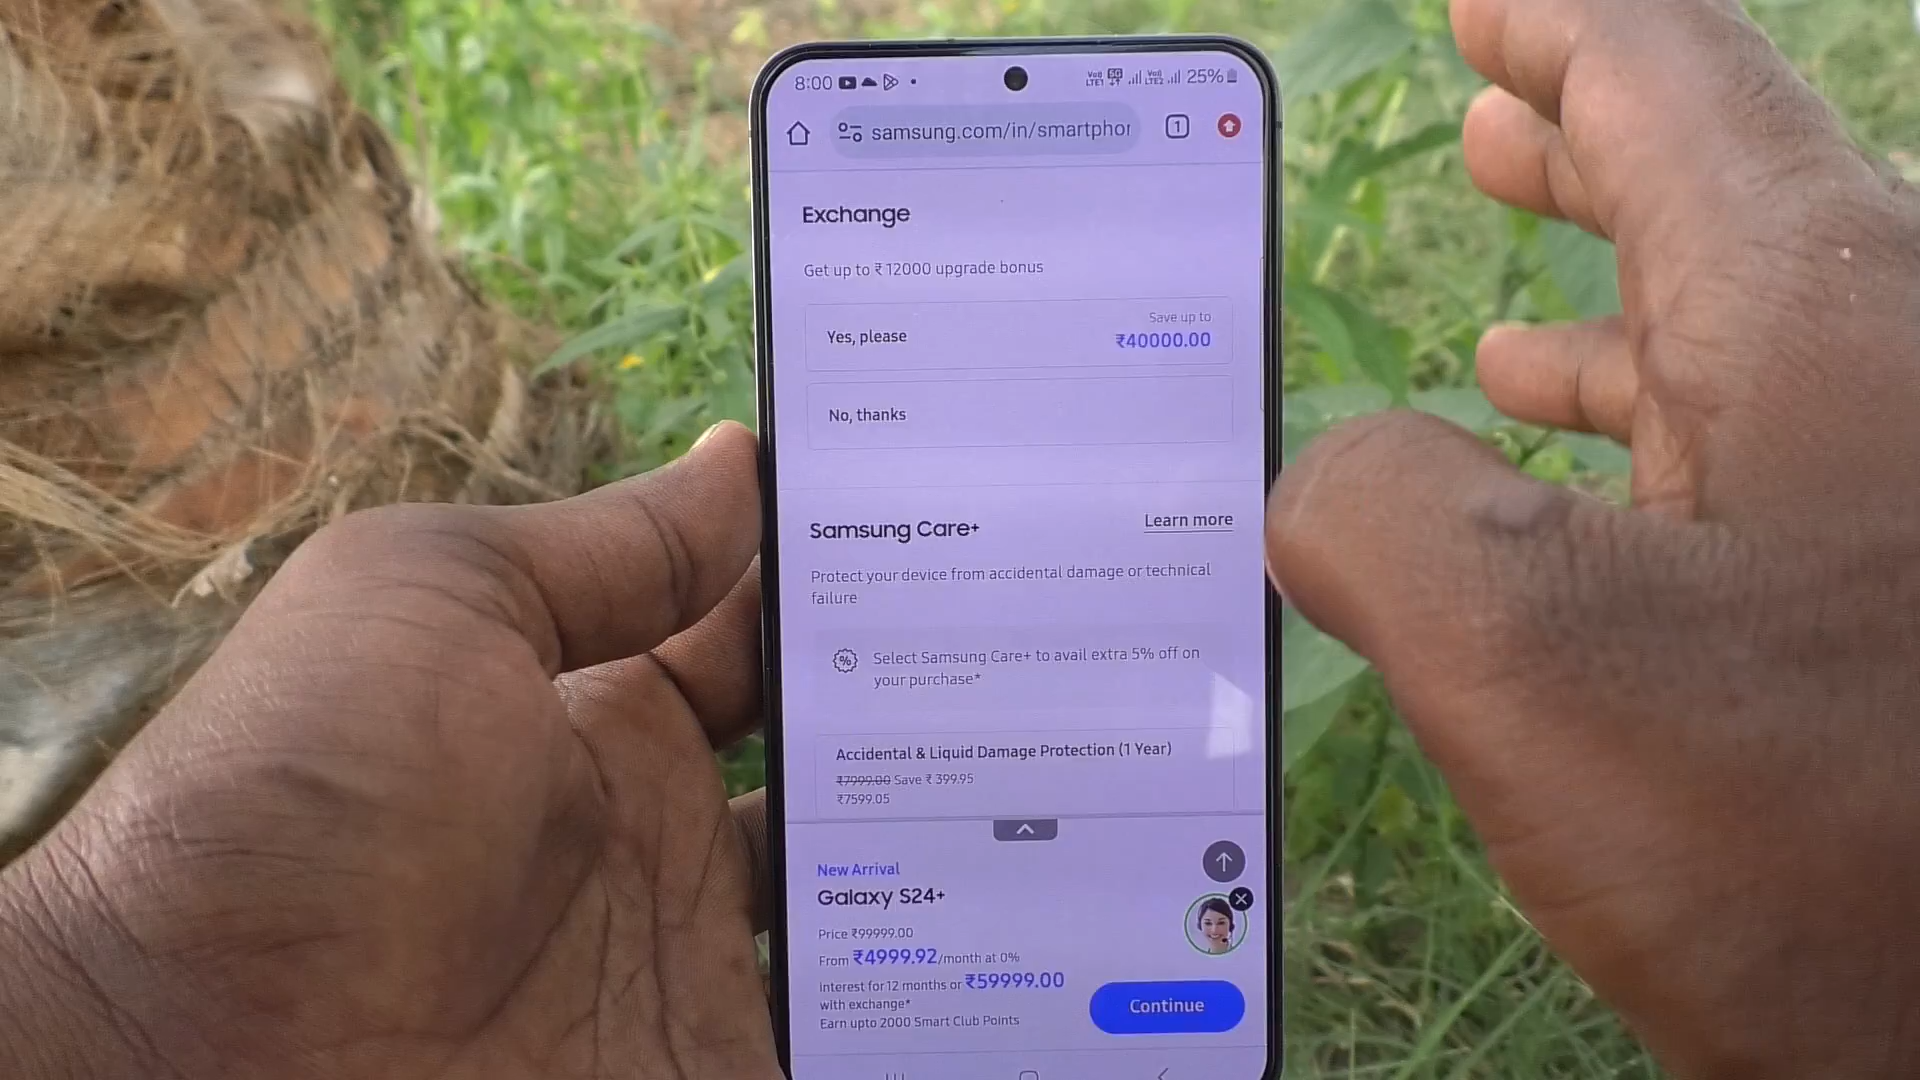 8:00 25%
samsung.com/in/smartphor 1
Exchange
Get up to ₹ 12000 upgrade bonus
Save up to
Yes, please ₹40000.00
No, thanks
Samsung Care+ Learn more
Protect your device from accidental damage or technical
failure
% Select Samsung Care+ to avail extra 5% off on
your purchase*
Accidental & Liquid Damage Protection (1 Year)
₹7999.00 Save ₹ 399.95
₹7599.05
New Arrival
Galaxy S24+
Price ₹99999.00
From ₹4999.92/month at 0%
Interest for 12 months or ₹59999.00
with exchange*
Continue
Earn upto 2000 Smart Club Points